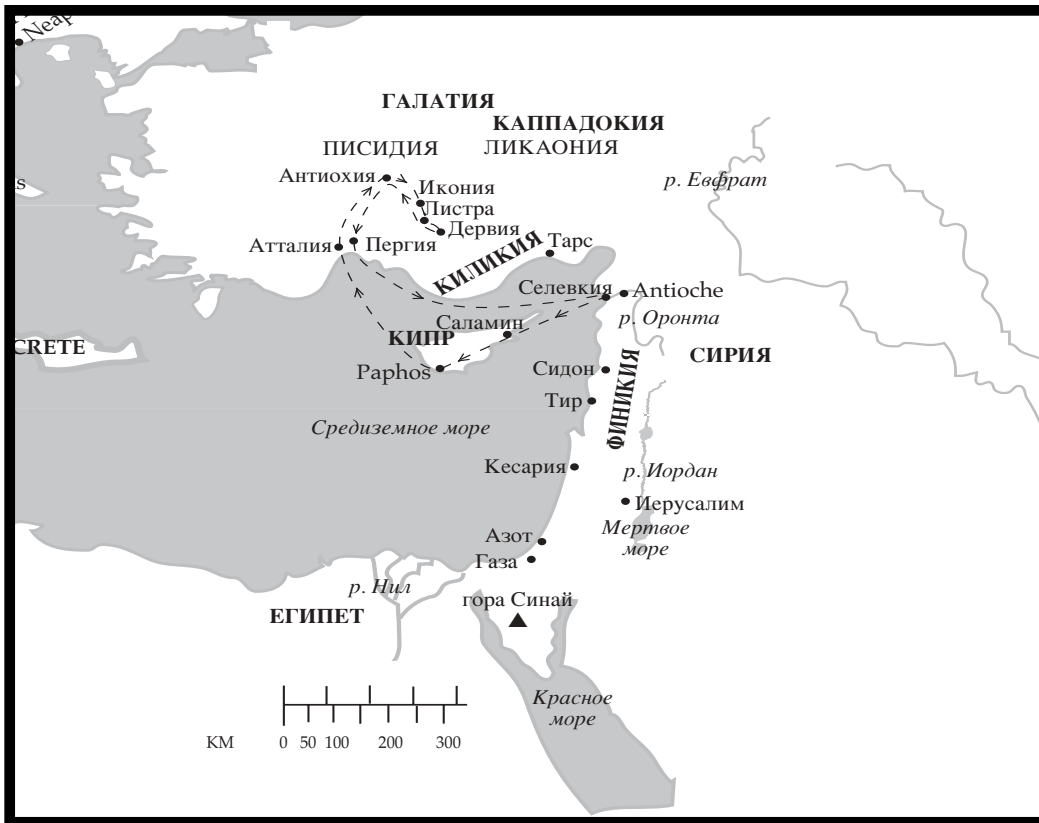 Neap
ГАЛАТИЯ
КАППАДОКИЯ
ПИСИДИЯ
ЛИКАОНИЯ
Антиохия
Икония
р. Евфрат
Листра
Дервия
Атталия
Пергия
КИЛИКИЯ
Тарс
Селевкия
Antioche
р. Оронта
Саламин
КИПР
CRETE
СИРИЯ
Paphos
Сидон
ФИНИКИЯ
Тир
Средиземное море
Кесария
р. Иордан
Иерусалим
Мертвое
море
Азот
Газа
р. Нил
гора Синай
ЕГИПЕТ
Красное
море
КМ 0 50 100 200 300